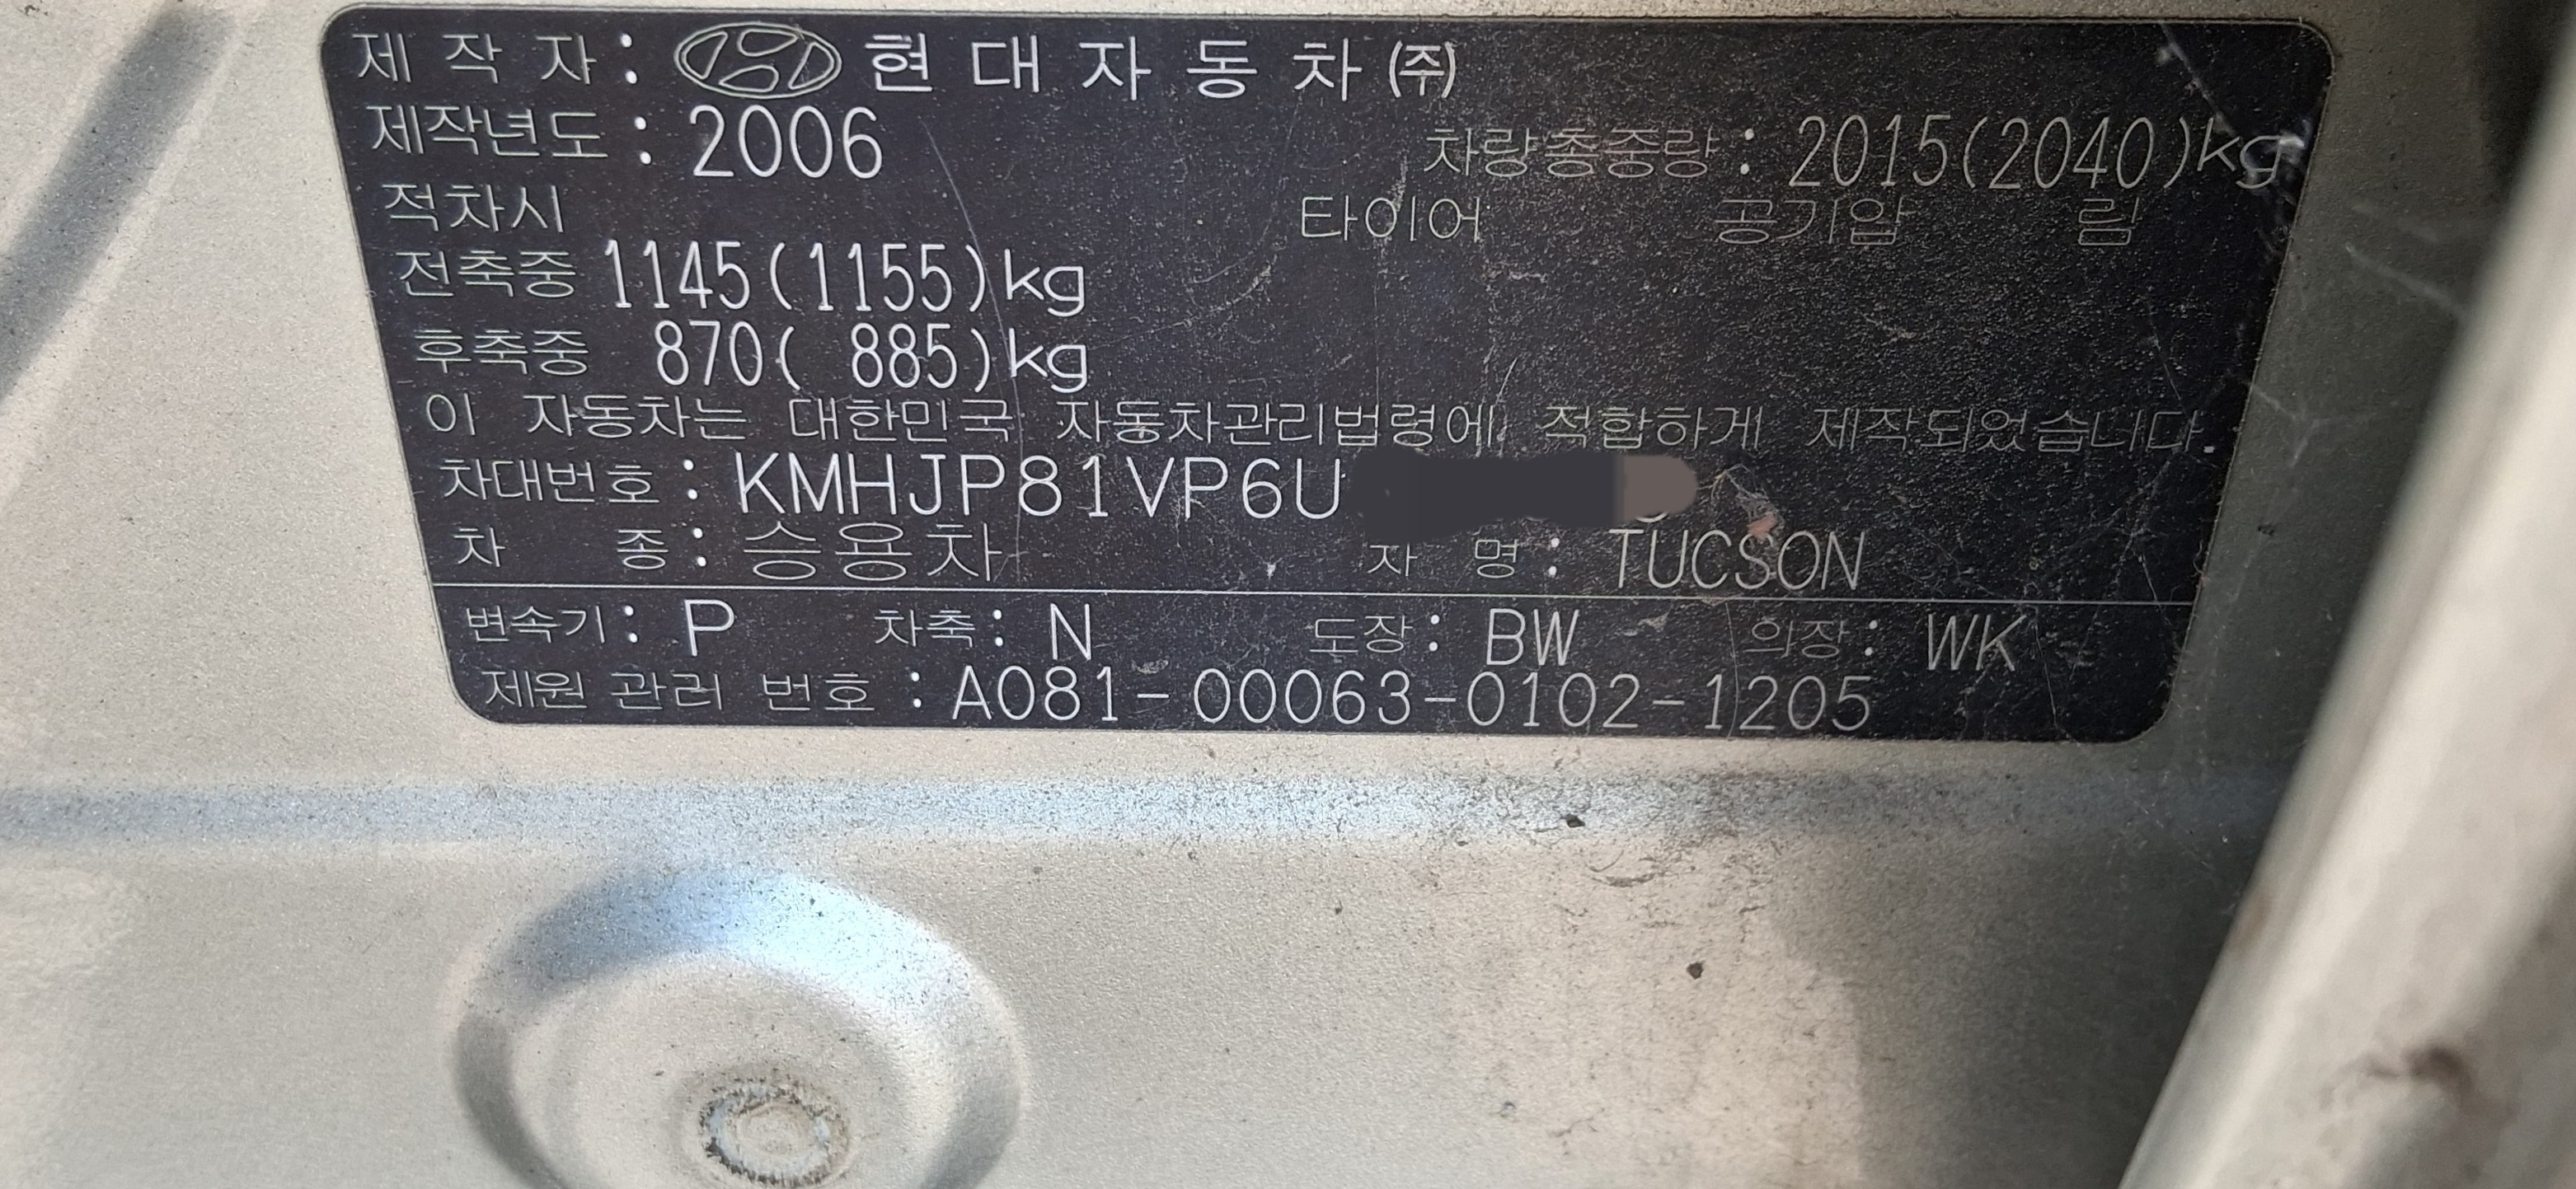 제 작 자 : 현 대 자 동 차 ㈜
제작년도 : 2006 차량총중량 : 2015(2040)kg
적차시 타이어 공기압 림
전축중 1145(1155)kg
후축중 870( 885)kg
이 자동차는 대한민국 자동차관리법령에 적합하게 제작되었습니다.
차대번호 : KMHJP81VP6U
차 종 : 승용차 차 명 : TUCSON
변속기 : P 차축 : N 도장 : BW 의장 : WK
제원 관리 번호 : A081-00063-0102-1205